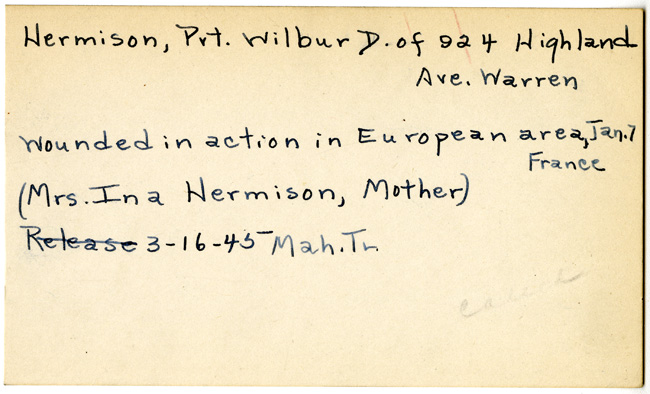 Hermison, Pvt. Wilbur D. of 924 Highland
Ave. Warren
Wounded in action in European area, Jan. 7
France
(Mrs. Ina Hermison, Mother)
Release 3-16-45 Mah. Tr.